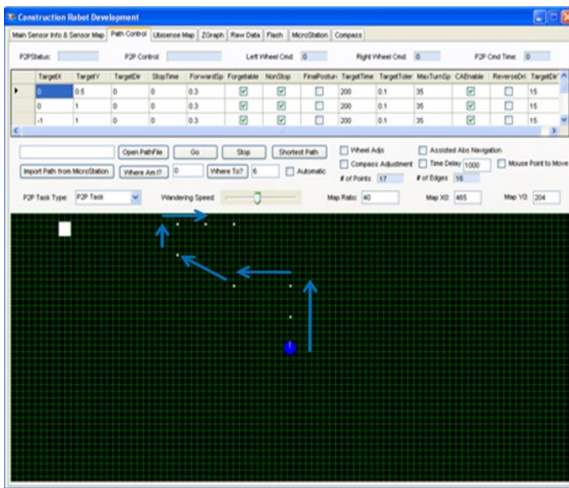 Construction Robot Development
Main Sensor Info & Sensor Map Path Control Ubisense Map ZGraph Raw Data Flash MicroStation Compass
P2PStatus: P2P Control: Left Wheel Cmd: 0 Right Wheel Cmd: 0 P2P Cmd Time: 0
TargetX TargetY TargetDir StopTime ForwardSp Forgetable NonStop FinalPostur TargetTime TargetToler MaxTurnSp CAEnable ReverseDri TargetDir
0 0.5 0 0 0.3 200 0.1 35 15
0 1 0 0 0.3 200 0.1 35 15
-1 1 0 0 0.3 200 0.1 35 15
Open PathFile Go Stop Shortest Path Wheel Adjs Assisted Abs Navigation
Import Path from MicroStation Where Am I? 0 Where To? 6 Automatic Compass Adjustment Time Delay 1000 Mouse Point to Move
# of Points 17 # of Edges 16
P2P Task Type: P2P Task Wandering Speed: Map Ratio: 40 Map X0: 465 Map Y0: 204